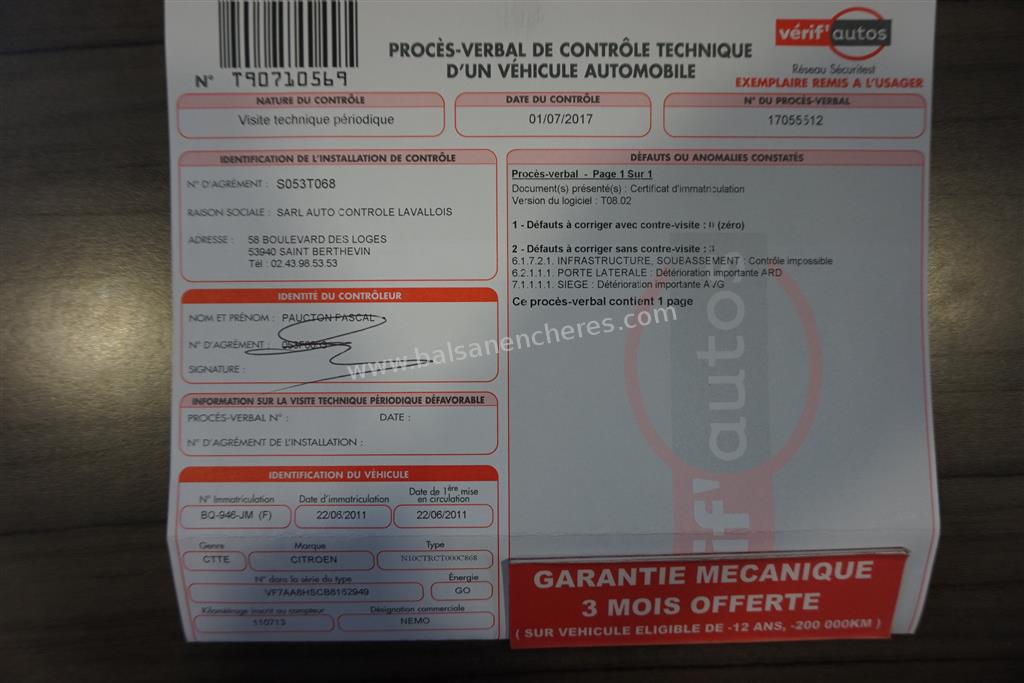 N° T90710569
PROCÈS-VERBAL DE CONTRÔLE TECHNIQUE
D'UN VÉHICULE AUTOMOBILE
vérif'autos
Réseau Sécuritest
EXEMPLAIRE REMIS A L'USAGER
NATURE DU CONTRÔLE
Visite technique périodique
DATE DU CONTRÔLE
01/07/2017
N° DU PROCÈS-VERBAL
17055512
IDENTIFICATION DE L'INSTALLATION DE CONTRÔLE
N° D'AGRÉMENT : S053T068
RAISON SOCIALE : SARL AUTO CONTROLE LAVALLOIS
ADRESSE : 58 BOULEVARD DES LOGES
53940 SAINT BERTHEVIN
Tél : 02.43.98.53.53
IDENTITÉ DU CONTRÔLEUR
NOM ET PRÉNOM : PAUCTON PASCAL
N° D'AGRÉMENT :
SIGNATURE :
INFORMATION SUR LA VISITE TECHNIQUE PÉRIODIQUE DÉFAVORABLE
PROCÈS-VERBAL N° : DATE :
N° D'AGRÉMENT DE L'INSTALLATION :
IDENTIFICATION DU VÉHICULE
N° Immatriculation
BQ-946-JM (F)
Date d'immatriculation
22/06/2011
Date de 1ère mise
en circulation
22/06/2011
Genre
CTTE
Marque
CITROEN
Type
N10CTRCT000C868
N° dans la série du type
VF7AA8HSCB8162949
Énergie
GO
Kilométrage inscrit au compteur
110713
Désignation commerciale
NEMO
DÉFAUTS OU ANOMALIES CONSTATÉS
Procès-verbal - Page 1 Sur 1
Document(s) présenté(s) : Certificat d'immatriculation
Version du logiciel : T08.02
1 - Défauts à corriger avec contre-visite : 0 (zéro)
2 - Défauts à corriger sans contre-visite : 3
6.1.7.2.1. INFRASTRUCTURE, SOUBASSEMENT : Contrôle impossible
6.2.1.1.1. PORTE LATERALE : Détérioration importante ARD
7.1.1.1.1. SIEGE : Détérioration importante AVG
Ce procès-verbal contient 1 page
www.balsanencheres.com
GARANTIE MECANIQUE
3 MOIS OFFERTE
( SUR VEHICULE ELIGIBLE DE -12 ANS, -200 000KM )